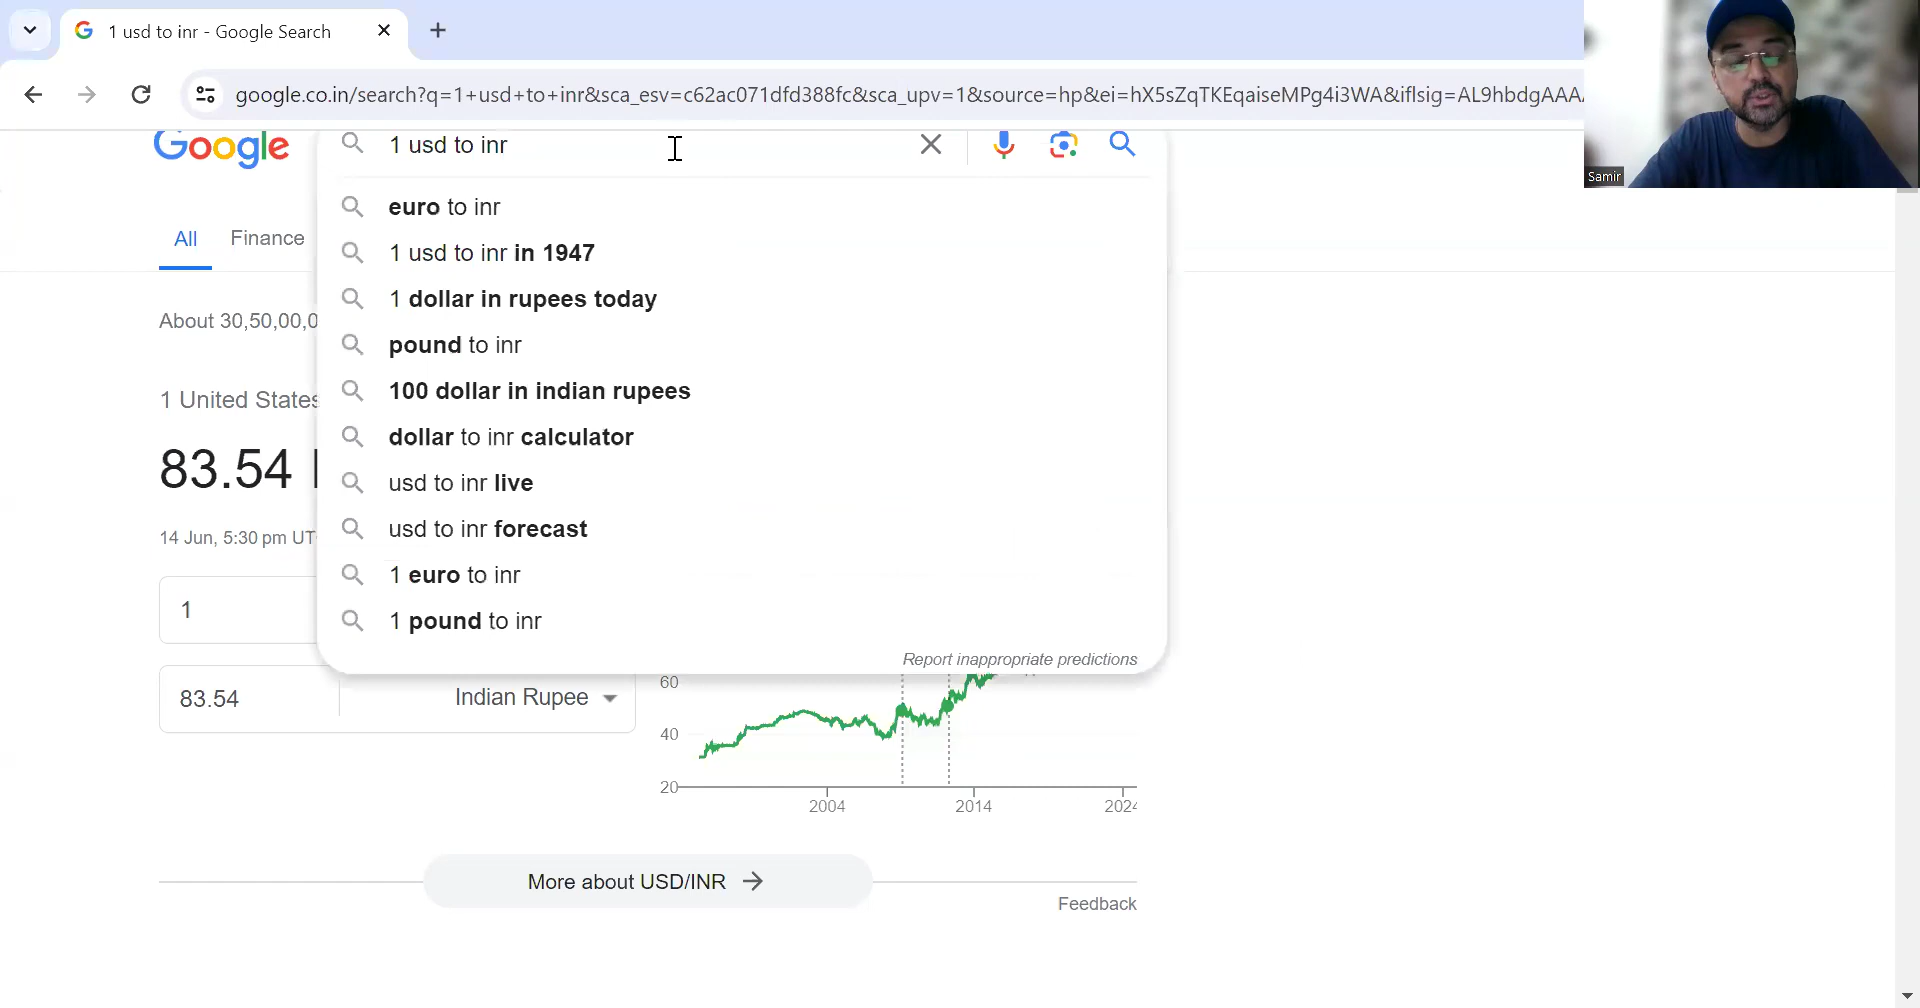 1 usd to inr - Google Search
google.co.in/search?q=1+usd+to+inr&sca_esv=c62ac071dfd388fc&sca_upv=1&source=hp&ei=hX5sZqTKEqaiseMPg4i3WA&iflsig=AL9hbdgAAA
Samir
Google
1 usd to inr
euro to inr
All
Finance
1 usd to inr in 1947
1 dollar in rupees today
About 30,50,00,0
pound to inr
100 dollar in indian rupees
1 United States
dollar to inr calculator
83.54
usd to inr live
usd to inr forecast
14 Jun, 5:30 pm UT
1 euro to inr
1
1 pound to inr
Report inappropriate predictions
83.54
Indian Rupee
60
40
20
2004
2014
2024
More about USD/INR
Feedback